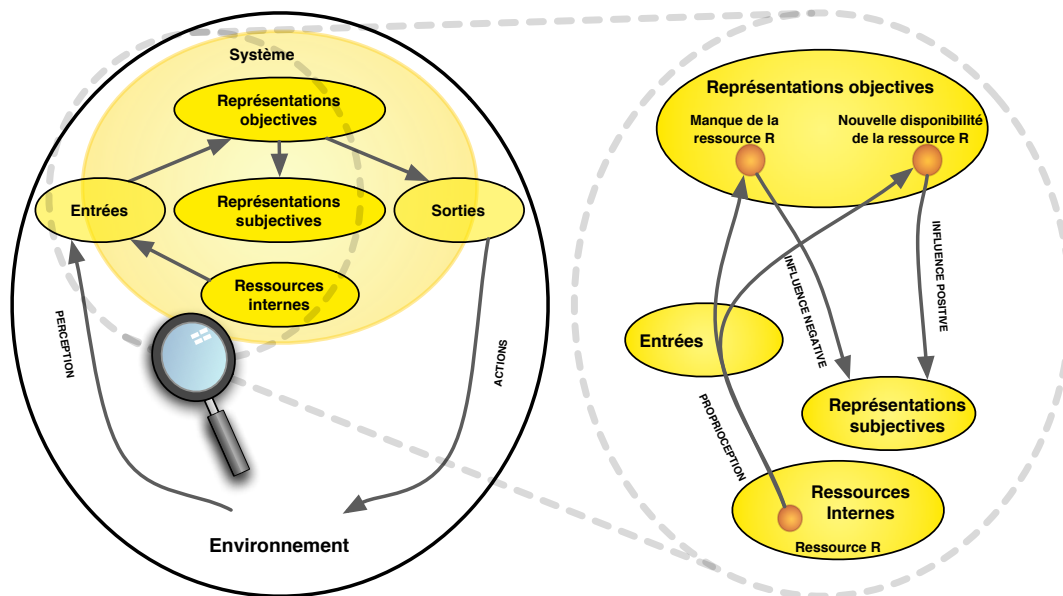 Système
Représentations
objectives
Entrées
Représentations
subjectives
Sorties
Ressources
internes
PERCEPTION
ACTIONS
Environnement
Représentations objectives
Manque de la
ressource R
Nouvelle disponibilité
de la ressource R
INFLUENCE NEGATIVE
INFLUENCE POSITIVE
Entrées
Représentations
subjectives
PROPRIOCEPTION
Ressources
Internes
Ressource R